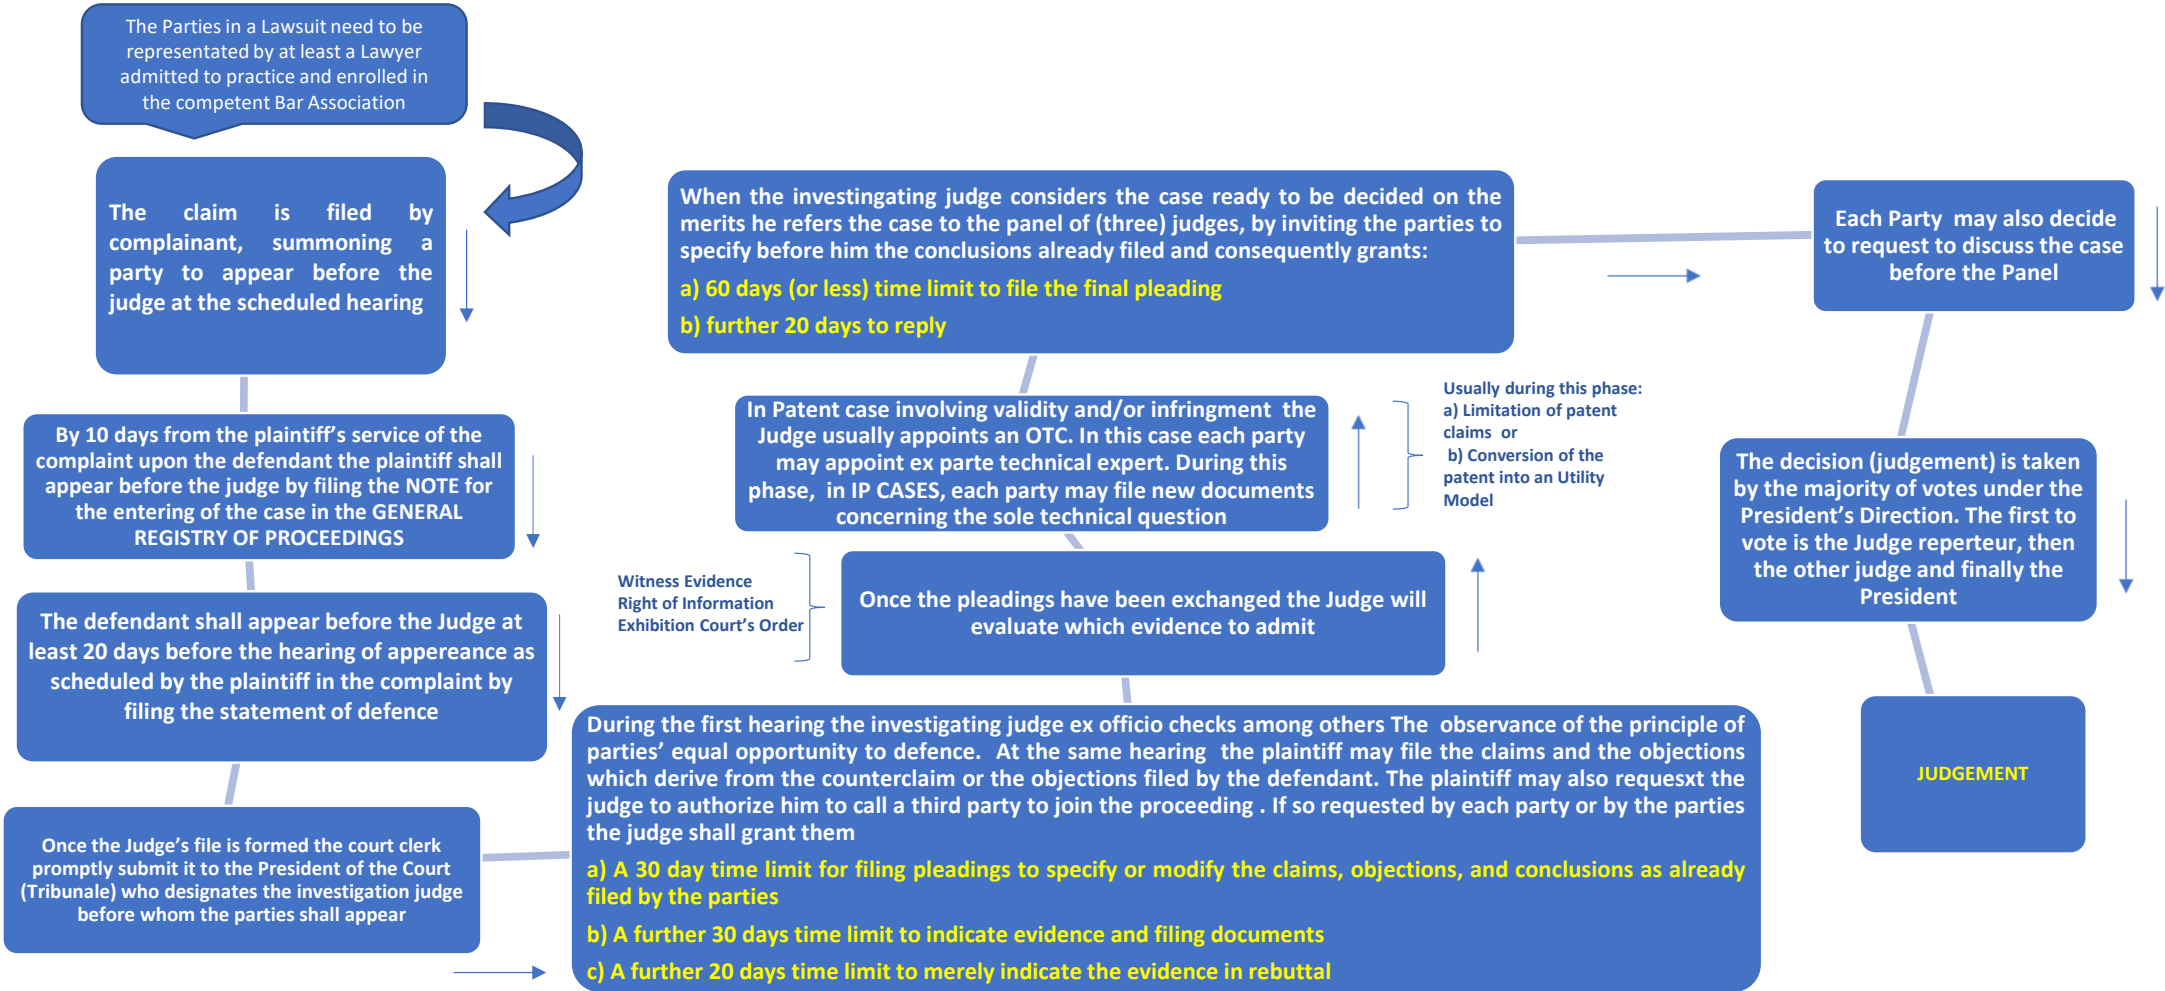 The Parties in a Lawsuit need to be
representated by at least a Lawyer
admitted to practice and enrolled in
the competent Bar Association
The claim is filed by
complainant, summoning a
party to appear before the
judge at the scheduled hearing
By 10 days from the plaintiff's service of the
complaint upon the defendant the plaintiff shall
appear before the judge by filing the NOTE for
the entering of the case in the GENERAL
REGISTRY OF PROCEEDINGS
The defendant shall appear before the Judge at
least 20 days before the hearing of appereance as
scheduled by the plaintiff in the complaint by
filing the statement of defence
Once the Judge's file is formed the court clerk
promptly submit it to the President of the Court
(Tribunale) who designates the investigation judge
before whom the parties shall appear
During the first hearing the investigating judge ex officio checks among others The observance of the principle of
parties' equal opportunity to defence. At the same hearing the plaintiff may file the claims and the objections
which derive from the counterclaim or the objections filed by the defendant. The plaintiff may also requesxt the
judge to authorize him to call a third party to join the proceeding . If so requested by each party or by the parties
the judge shall grant them
a) A 30 day time limit for filing pleadings to specify or modify the claims, objections, and conclusions as already
filed by the parties
b) A further 30 days time limit to indicate evidence and filing documents
c) A further 20 days time limit to merely indicate the evidence in rebuttal
Once the pleadings have been exchanged the Judge will
evaluate which evidence to admit
Witness Evidence
Right of Information
Exhibition Court's Order
In Patent case involving validity and/or infringment the
Judge usually appoints an OTC. In this case each party
may appoint ex parte technical expert. During this
phase, in IP CASES, each party may file new documents
concerning the sole technical question
Usually during this phase:
a) Limitation of patent
claims or
b) Conversion of the
patent into an Utility
Model
When the investingating judge considers the case ready to be decided on the
merits he refers the case to the panel of (three) judges, by inviting the parties to
specify before him the conclusions already filed and consequently grants:
a) 60 days (or less) time limit to file the final pleading
b) further 20 days to reply
Each Party may also decide
to request to discuss the case
before the Panel
The decision (judgement) is taken
by the majority of votes under the
President's Direction. The first to
vote is the Judge reperteur, then
the other judge and finally the
President
JUDGEMENT